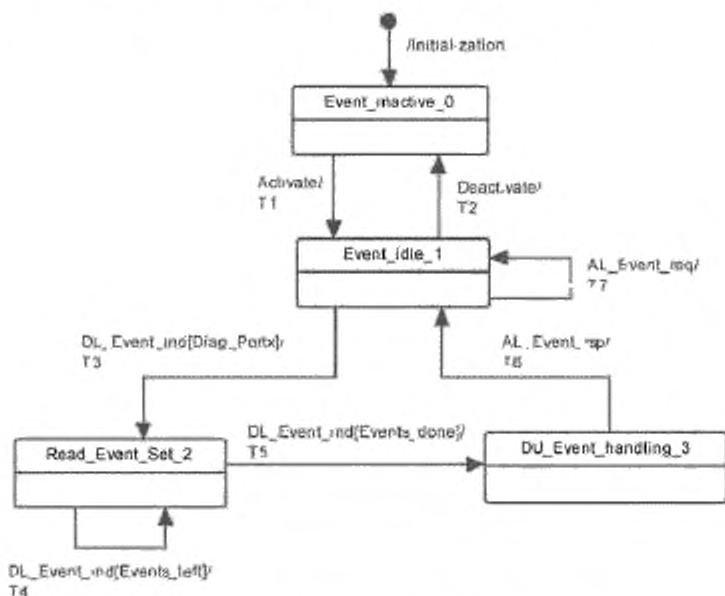 /Initialization
Event_inactive_0
Activate/
T1
Deactivate/
T2
Event_idle_1
AL_Event_req/
T7
DL_Event_ind[Diag_Portx]/
T3
AL_Event_rsp/
T6
DL_Event_ind[Events_done]/
T5
Read_Event_Set_2
DU_Event_handling_3
DL_Event_ind[Events_left]/
T4